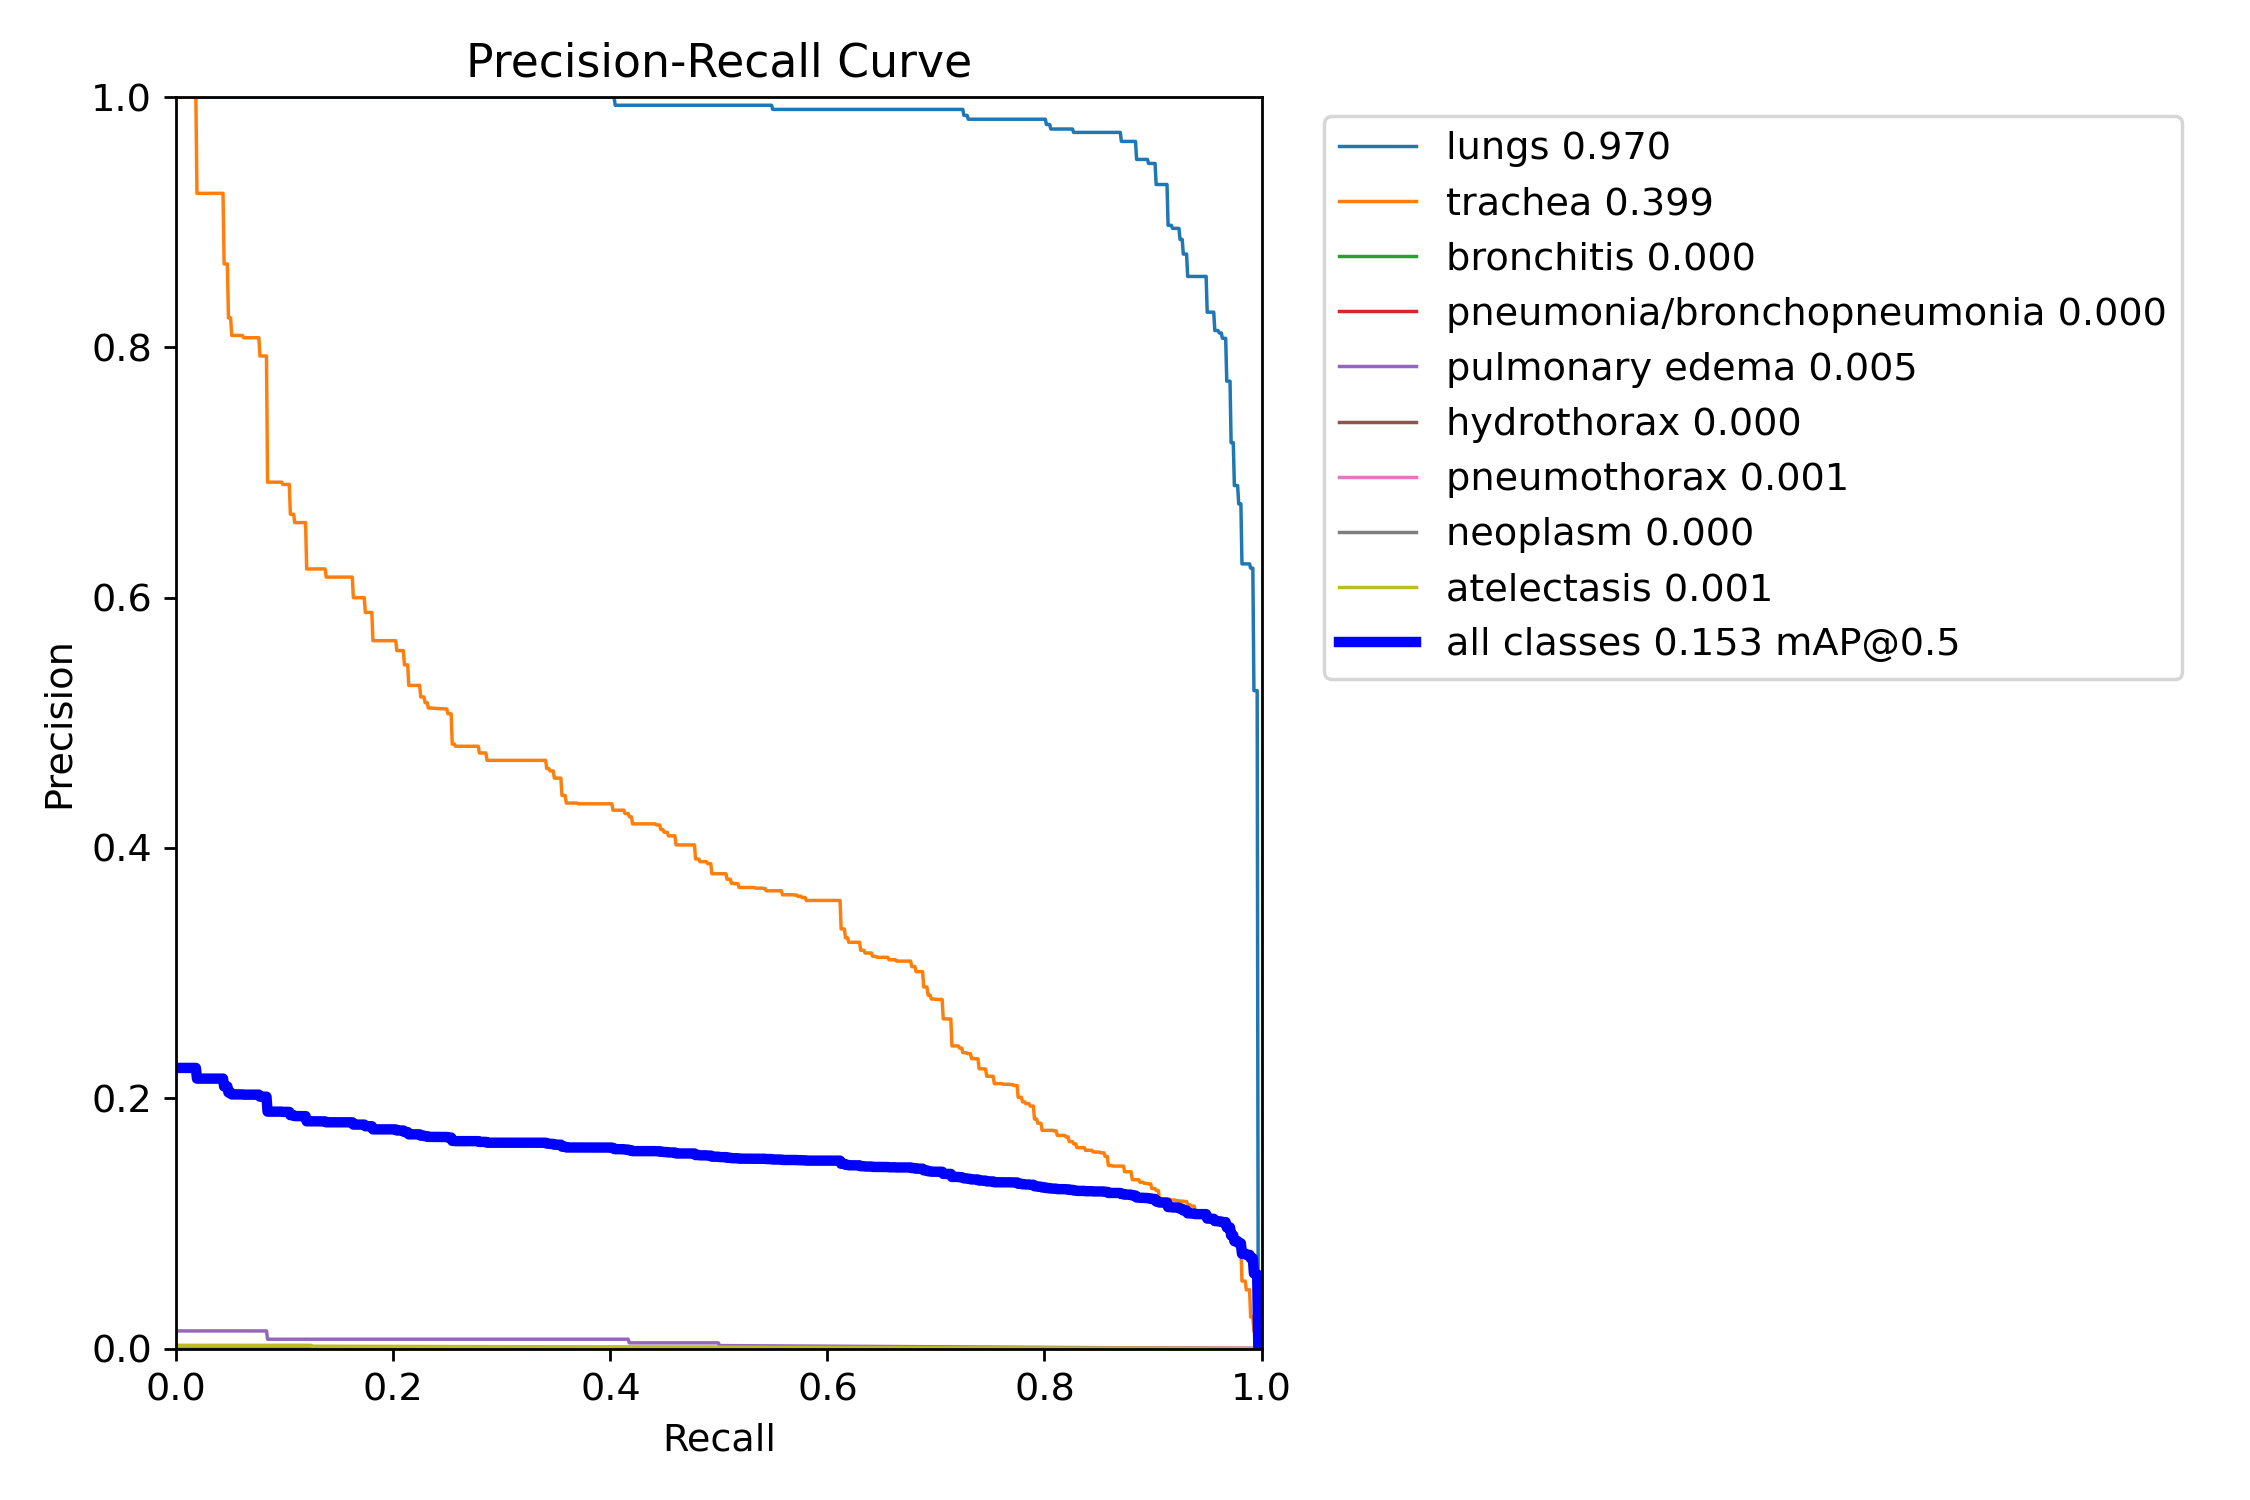 Precision-Recall Curve
1.0
0.8
0.6
0.4
0.2
0.0
Precision
0.0 0.2 0.4 0.6 0.8 1.0
Recall
lungs 0.970
trachea 0.399
bronchitis 0.000
pneumonia/bronchopneumonia 0.000
pulmonary edema 0.005
hydrothorax 0.000
pneumothorax 0.001
neoplasm 0.000
atelectasis 0.001
all classes 0.153 mAP@0.5